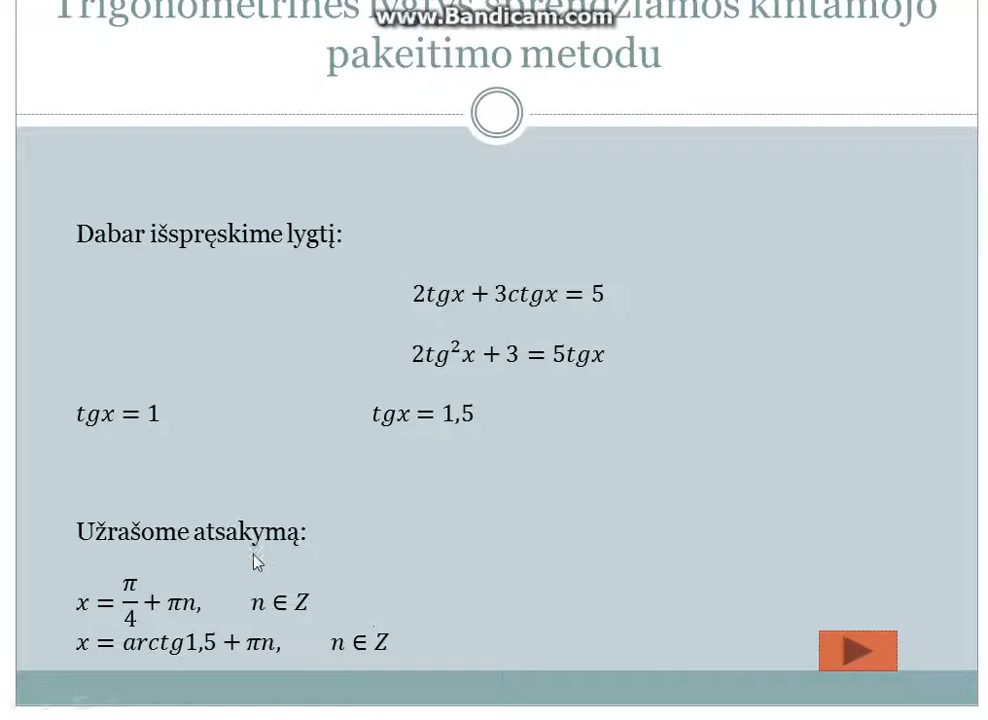 Trigonometrinės lygtys sprendžiamos kintamojo
www.Bandicam.com
pakeitimo metodu
Dabar išspręskime lygtį:
2tgx + 3ctgx = 5
2tg²x + 3 = 5tgx
tgx = 1 tgx = 1,5
Užrašome atsakymą:
x = π/4 + πn, n ∈ Z
x = arctg1,5 + πn, n ∈ Z